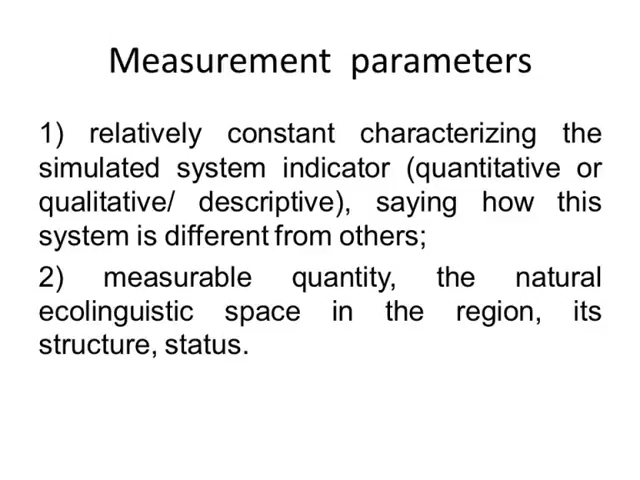 Measurement parameters
1) relatively constant characterizing the
simulated system indicator (quantitative or
qualitative/ descriptive), saying how this
system is different from others;
2) measurable quantity, the natural
ecolinguistic space in the region, its
structure, status.